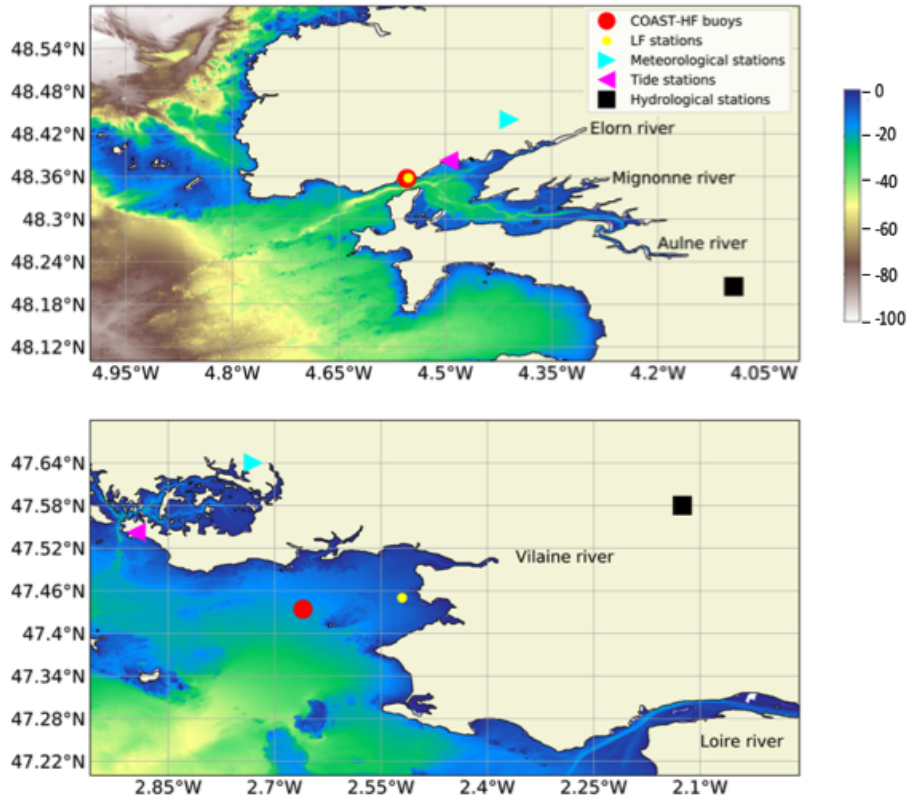 48.54°N
48.48°N
48.42°N
48.36°N
48.3°N
48.24°N
48.18°N
48.12°N
4.95°W 4.8°W 4.65°W 4.5°W 4.35°W 4.2°W 4.05°W
COAST-HF buoys
LF stations
Meteorological stations
Tide stations
Hydrological stations
Elorn river
Mignonne river
Aulne river
0
-20
-40
-60
-80
-100
47.64°N
47.58°N
47.52°N
47.46°N
47.4°N
47.34°N
47.28°N
47.22°N
2.85°W 2.7°W 2.55°W 2.4°W 2.25°W 2.1°W
Vilaine river
Loire river